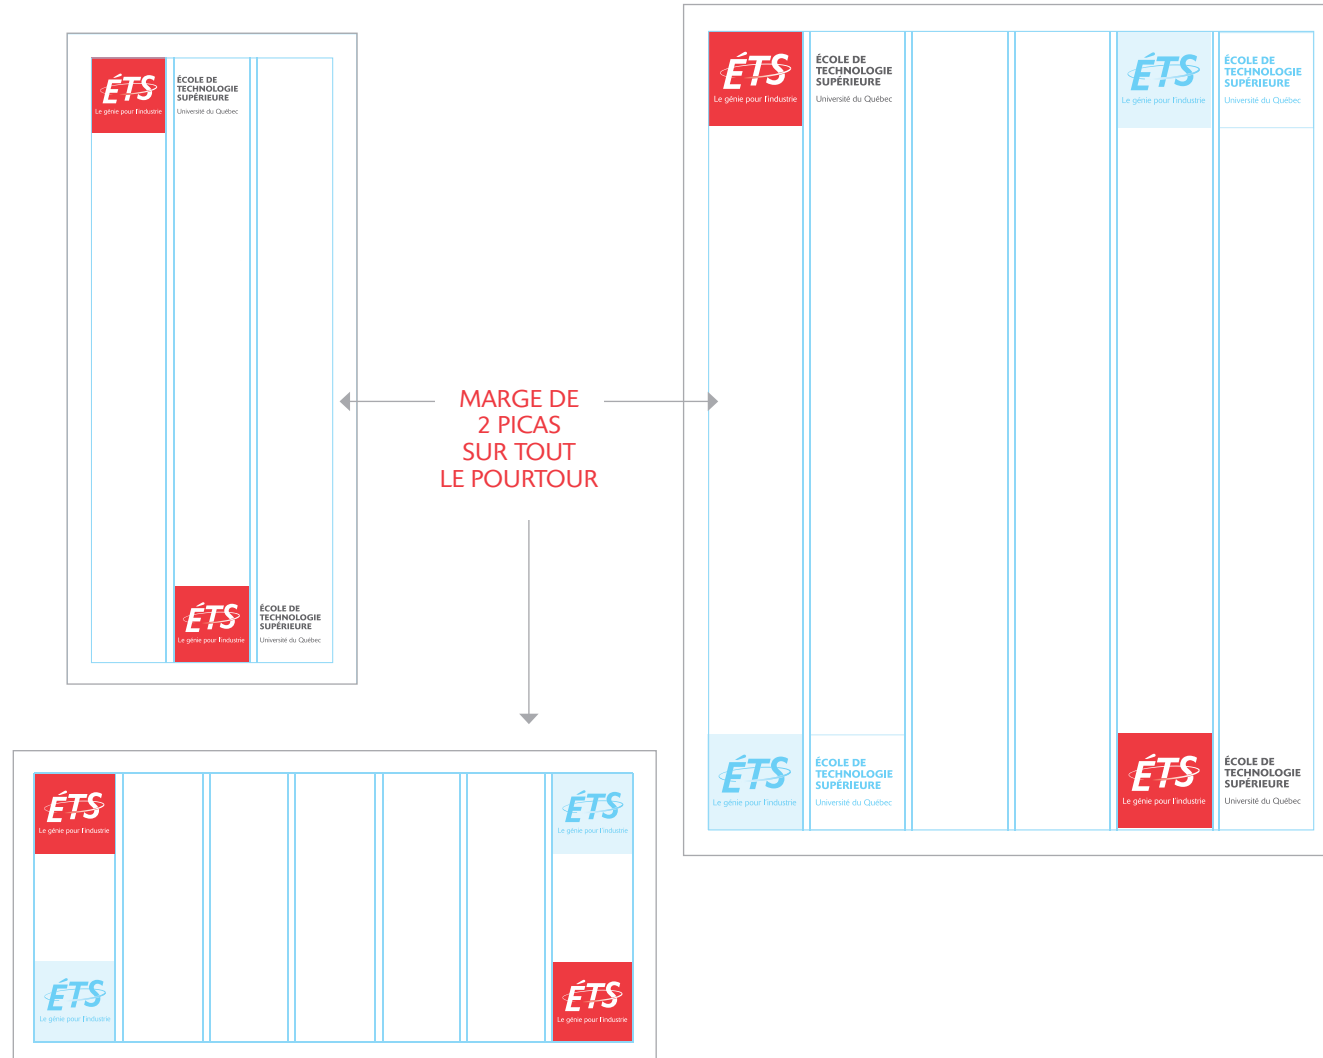 ÉTS
Le génie pour l'industrie
ÉCOLE DE
TECHNOLOGIE
SUPÉRIEURE
Université du Québec
ÉTS
Le génie pour l'industrie
ÉCOLE DE
TECHNOLOGIE
SUPÉRIEURE
Université du Québec
MARGE DE
2 PICAS
SUR TOUT
LE POURTOUR
ÉTS
Le génie pour l'industrie
ÉCOLE DE
TECHNOLOGIE
SUPÉRIEURE
Université du Québec
ÉTS
Le génie pour l'industrie
ÉCOLE DE
TECHNOLOGIE
SUPÉRIEURE
Université du Québec
ÉTS
Le génie pour l'industrie
ÉCOLE DE
TECHNOLOGIE
SUPÉRIEURE
Université du Québec
ÉTS
Le génie pour l'industrie
ÉCOLE DE
TECHNOLOGIE
SUPÉRIEURE
Université du Québec
ÉTS
Le génie pour l'industrie
ÉTS
Le génie pour l'industrie
ÉTS
Le génie pour l'industrie
ÉTS
Le génie pour l'industrie